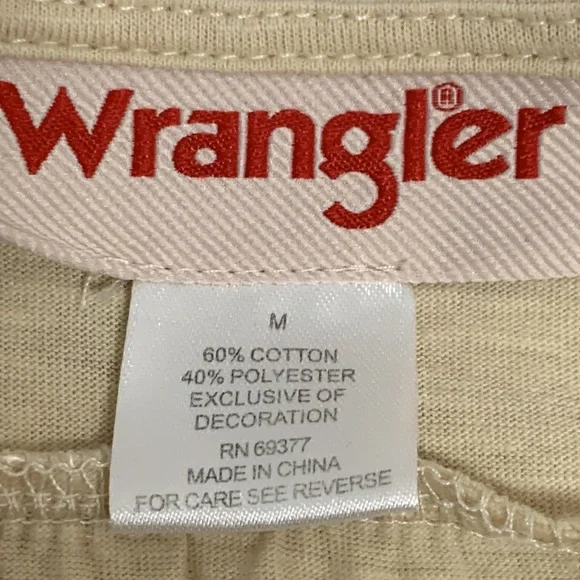 Wrangler®
M
60% COTTON
40% POLYESTER
EXCLUSIVE OF
DECORATION
RN 69377
MADE IN CHINA
FOR CARE SEE REVERSE